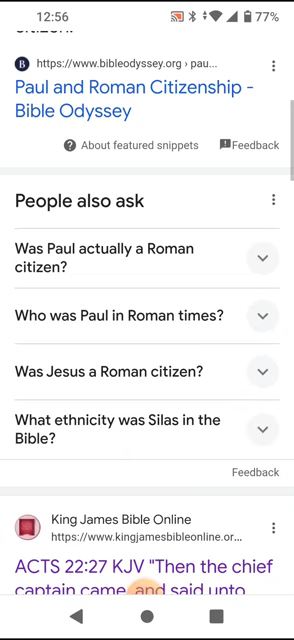 12:56
77%
citizen.
B https://www.bibleodyssey.org › pau...
Paul and Roman Citizenship -
Bible Odyssey
About featured snippets Feedback
People also ask
Was Paul actually a Roman
citizen?
Who was Paul in Roman times?
Was Jesus a Roman citizen?
What ethnicity was Silas in the
Bible?
Feedback
King James Bible Online
https://www.kingjamesbibleonline.or...
ACTS 22:27 KJV "Then the chief
captain came, and said unto